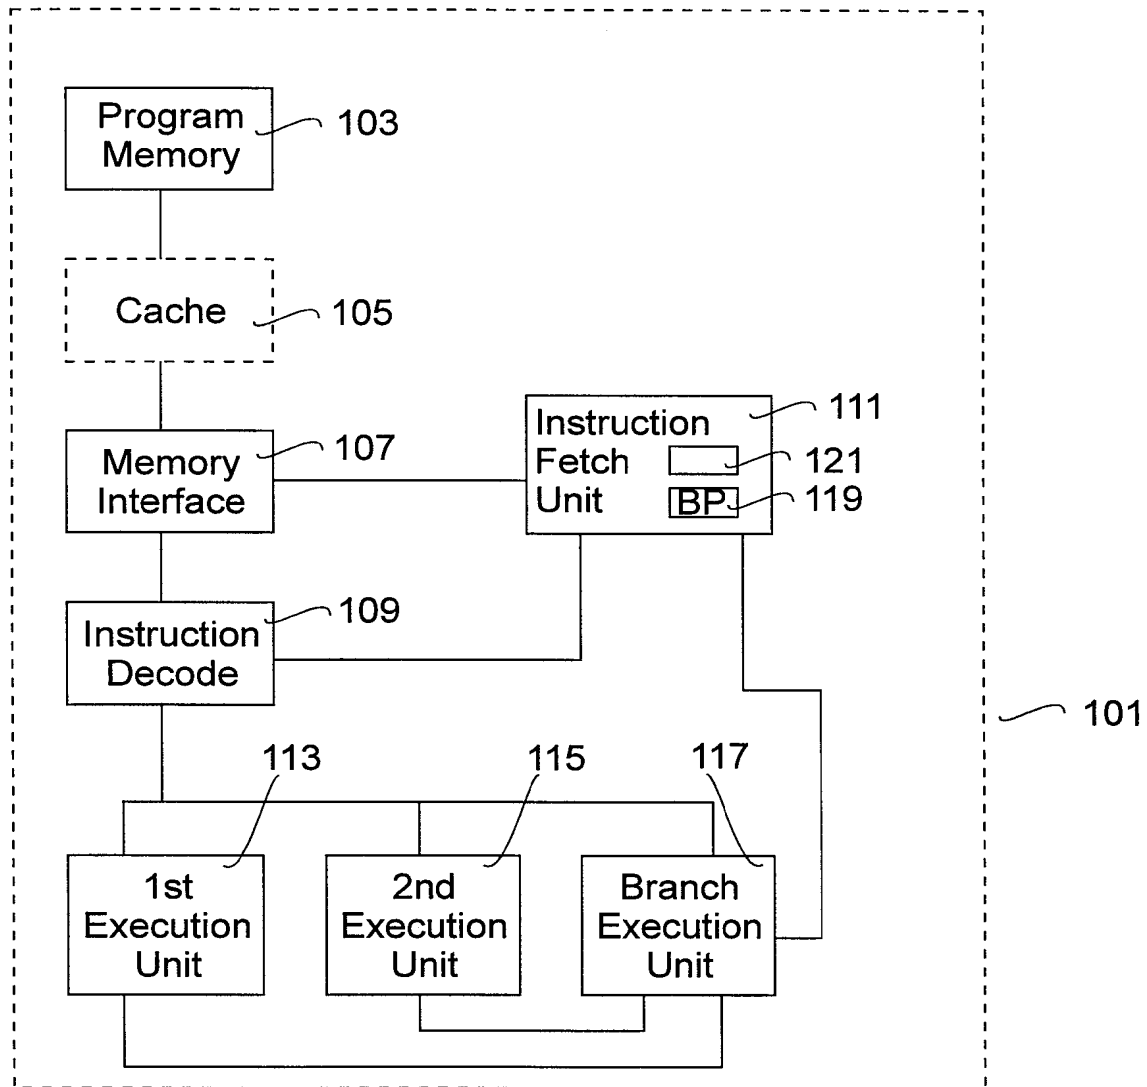 Program
Memory
103
Cache
105
Memory
Interface
107
Instruction
Fetch
Unit
111
121
BP
119
Instruction
Decode
109
101
113
115
117
1st
Execution
Unit
2nd
Execution
Unit
Branch
Execution
Unit